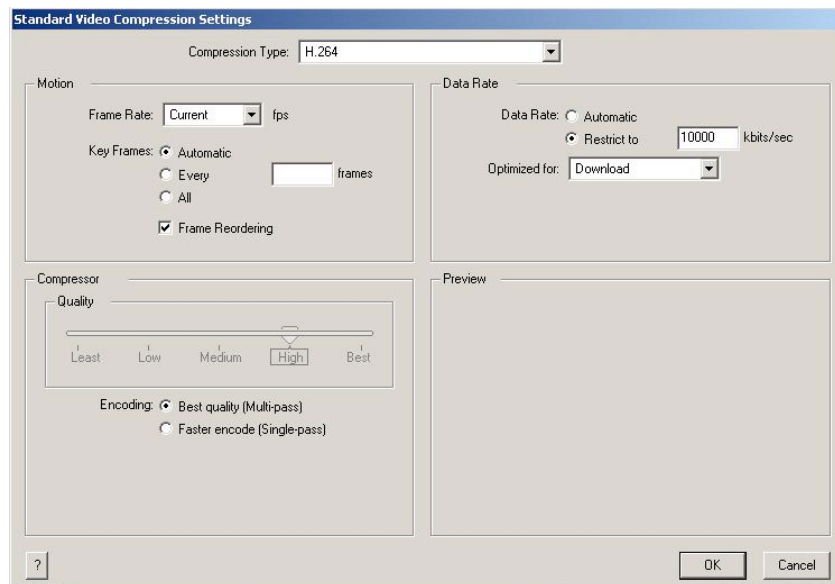 Standard Video Compression Settings
Compression Type: H.264
Motion
Frame Rate: Current fps
Key Frames: Automatic
Every frames
All
Frame Reordering
Data Rate
Data Rate: Automatic
Restrict to 10000 kbits/sec
Optimized for: Download
Compressor
Quality
Least Low Medium High Best
Encoding: Best quality (Multi-pass)
Faster encode (Single-pass)
Preview
?
OK
Cancel